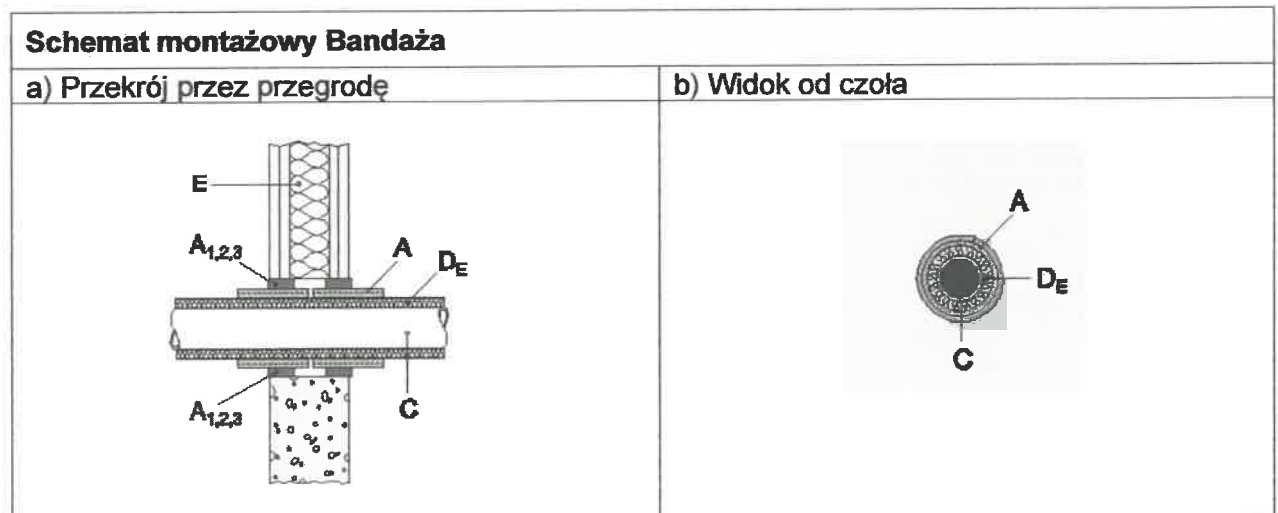 Schemat montażowy Bandaża
a) Przekrój przez przegrodę
b) Widok od czoła
E
A1,2,3
A
DE
A1,2,3
C
A
DE
C